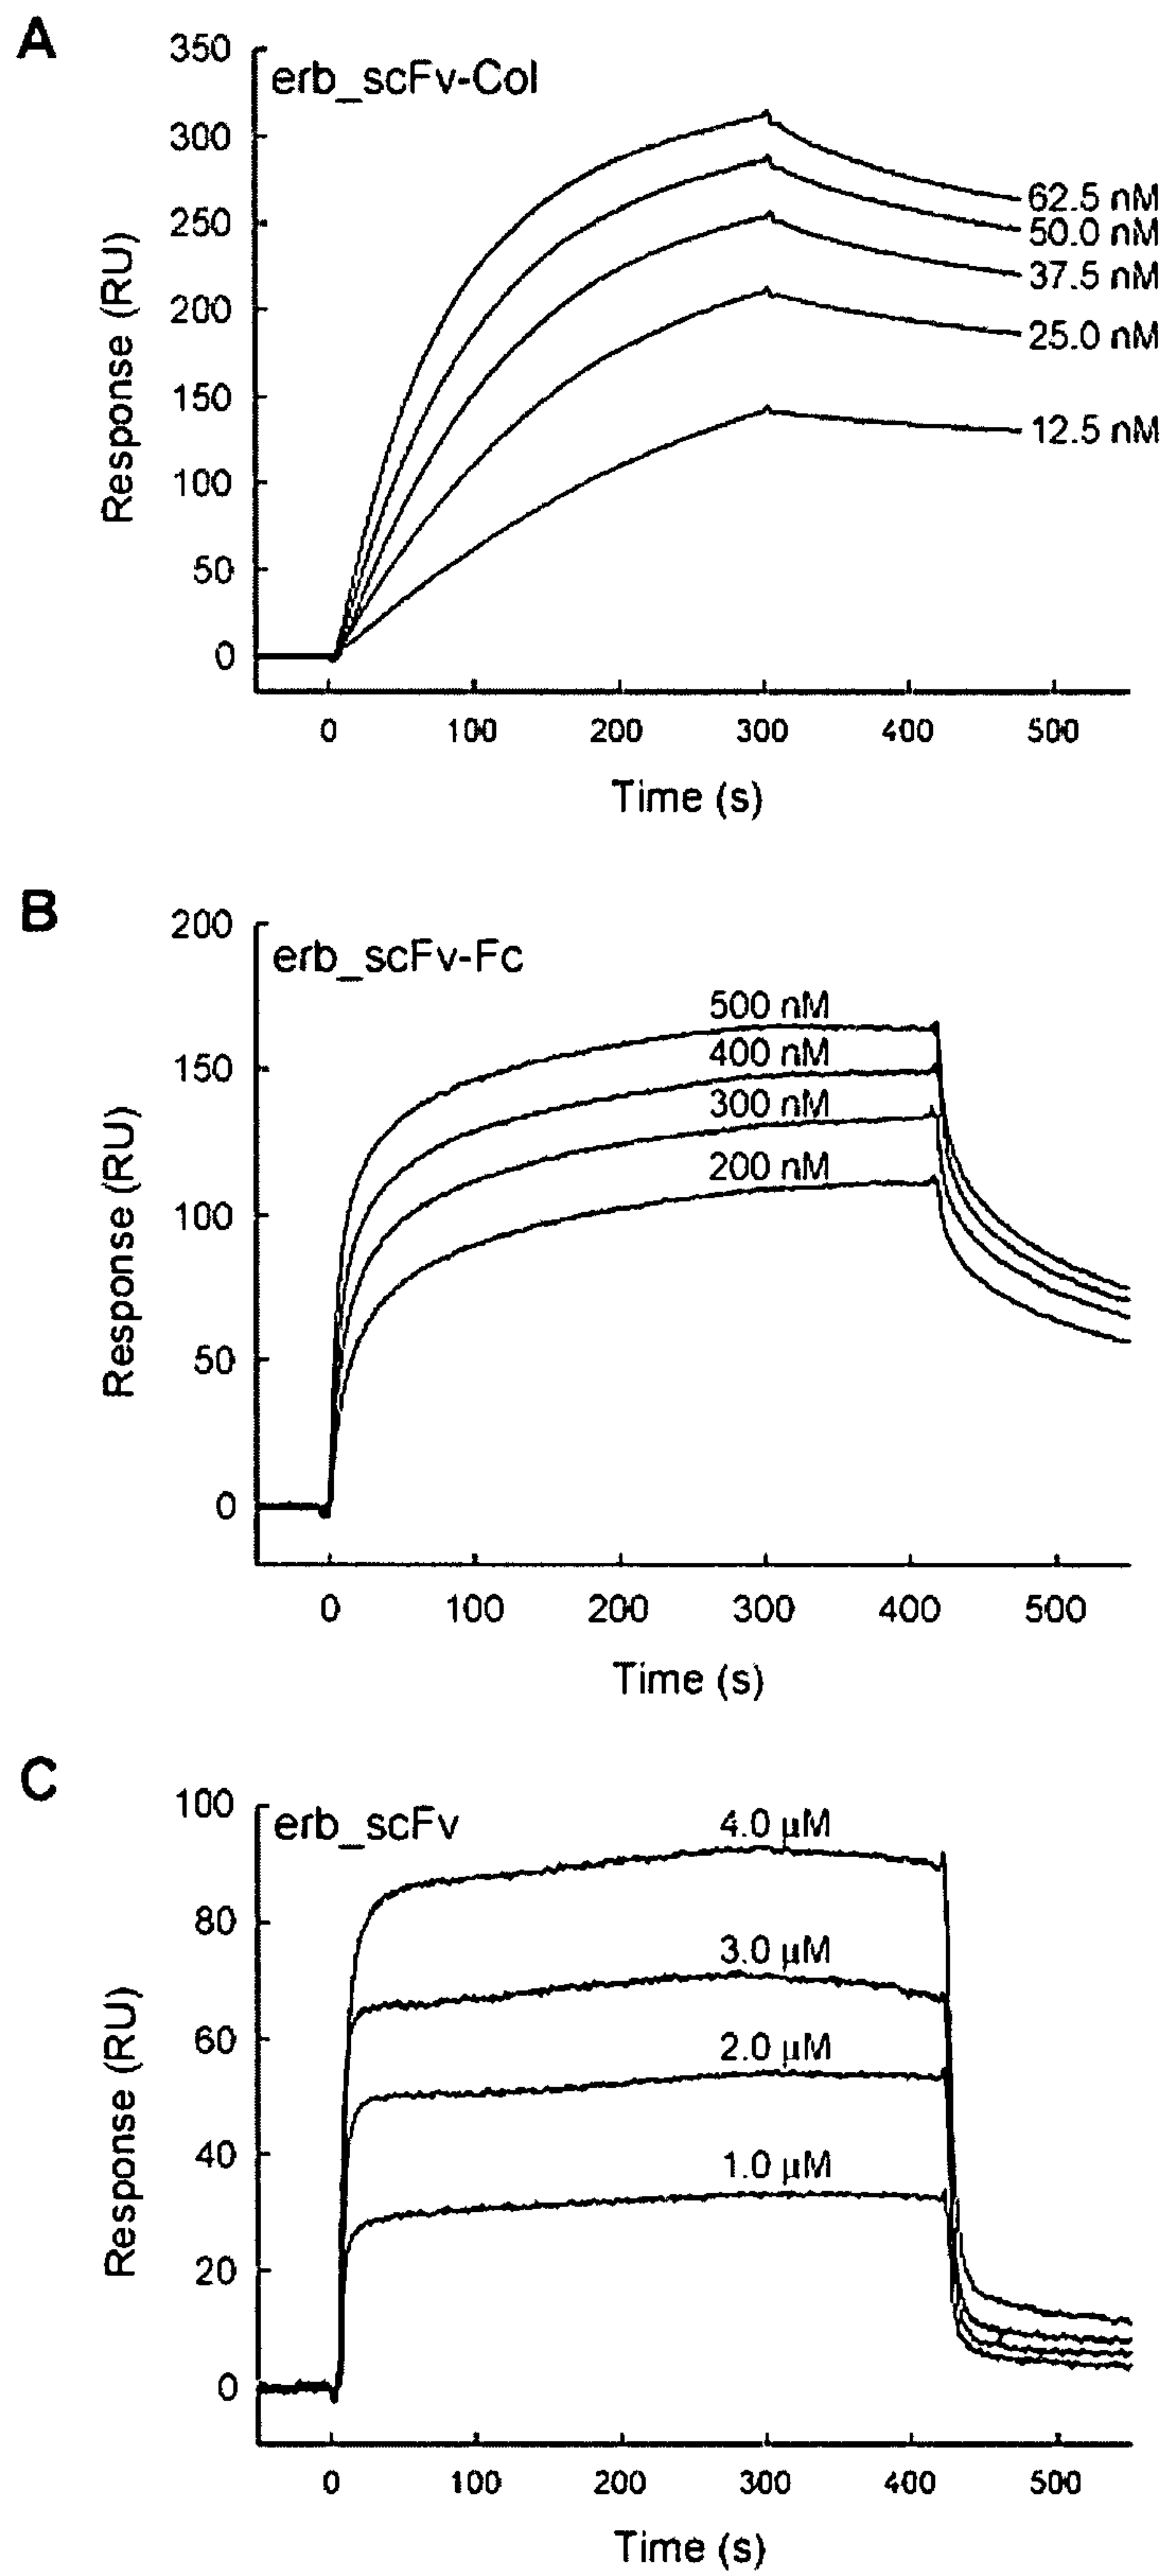 A
erb_scFv-Col
350
300
250
200
150
100
50
0
Response (RU)
62.5 nM
50.0 nM
37.5 nM
25.0 nM
12.5 nM
0 100 200 300 400 500
Time (s)
B
erb_scFv-Fc
200
150
100
50
0
Response (RU)
500 nM
400 nM
300 nM
200 nM
0 100 200 300 400 500
Time (s)
C
erb_scFv
100
80
60
40
20
0
Response (RU)
4.0 µM
3.0 µM
2.0 µM
1.0 µM
0 100 200 300 400 500
Time (s)